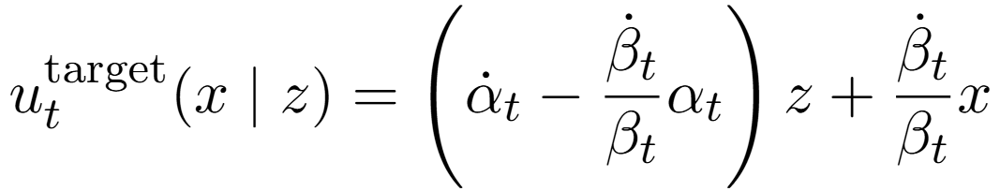 $u_t^{\text{target}}(x \mid z) = \left( \dot{\alpha}_t - \frac{\dot{\beta}_t}{\beta_t} \alpha_t \right) z + \frac{\dot{\beta}_t}{\beta_t} x$